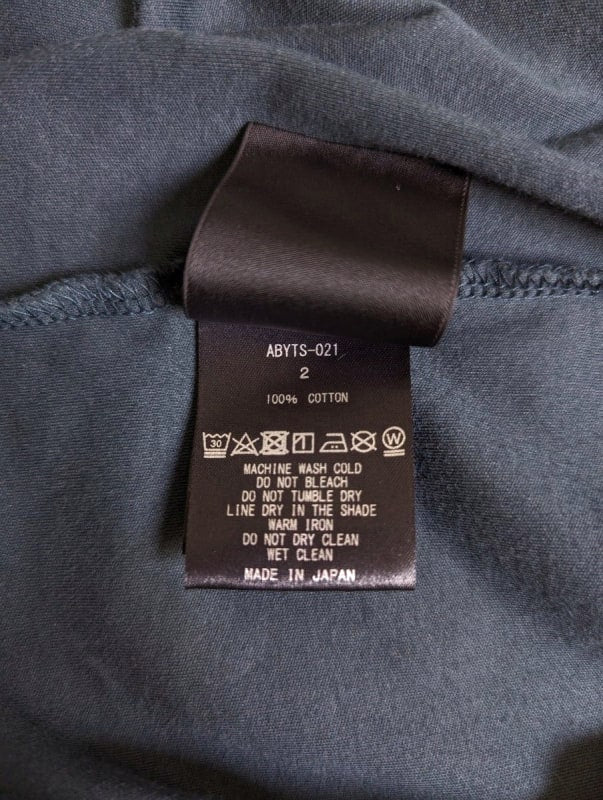 ABYTS-021
2
100% COTTON
30 W
MACHINE WASH COLD
DO NOT BLEACH
DO NOT TUMBLE DRY
LINE DRY IN THE SHADE
WARM IRON
DO NOT DRY CLEAN
WET CLEAN
MADE IN JAPAN